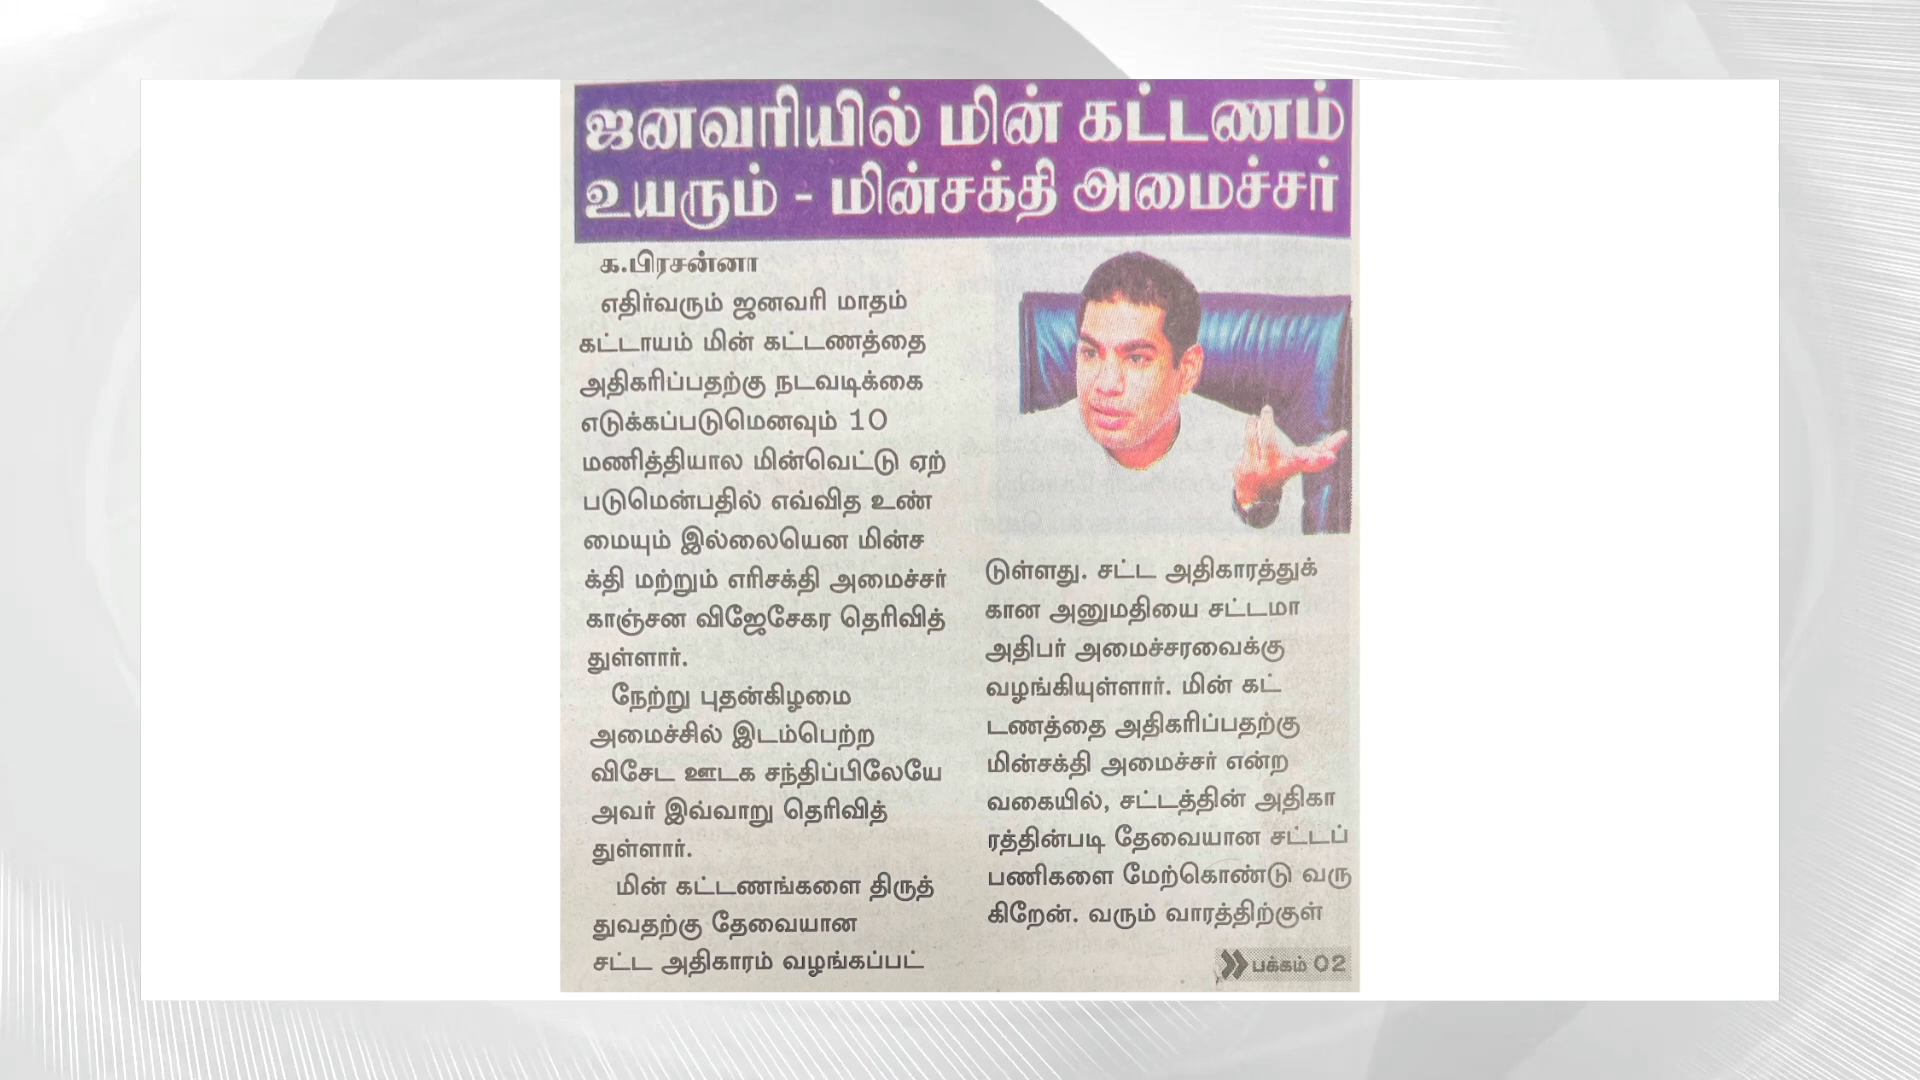 ஜனவரியில் மின் கட்டணம்
உயரும் - மின்சக்தி அமைச்சர்
க.பிரசன்னா
எதிர்வரும் ஜனவரி மாதம்
கட்டாயம் மின் கட்டணத்தை
அதிகரிப்பதற்கு நடவடிக்கை
எடுக்கப்படுமெனவும் 10
மணித்தியால மின்வெட்டு ஏற்
படுமென்பதில் எவ்வித உண்
மையும் இல்லையென மின்ச
க்தி மற்றும் எரிசக்தி அமைச்சர்
காஞ்சன விஜேசேகர தெரிவித்
துள்ளார்.
நேற்று புதன்கிழமை
அமைச்சில் இடம்பெற்ற
விசேட ஊடக சந்திப்பிலேயே
அவர் இவ்வாறு தெரிவித்
துள்ளார்.
மின் கட்டணங்களை திருத்
துவதற்கு தேவையான
சட்ட அதிகாரம் வழங்கப்பட்
டுள்ளது. சட்ட அதிகாரத்துக்
கான அனுமதியை சட்டமா
அதிபர் அமைச்சரவைக்கு
வழங்கியுள்ளார். மின் கட்
டணத்தை அதிகரிப்பதற்கு
மின்சக்தி அமைச்சர் என்ற
வகையில், சட்டத்தின் அதிகா
ரத்தின்படி தேவையான சட்டப்
பணிகளை மேற்கொண்டு வரு
கிறேன். வரும் வாரத்திற்குள்
பக்கம் 02